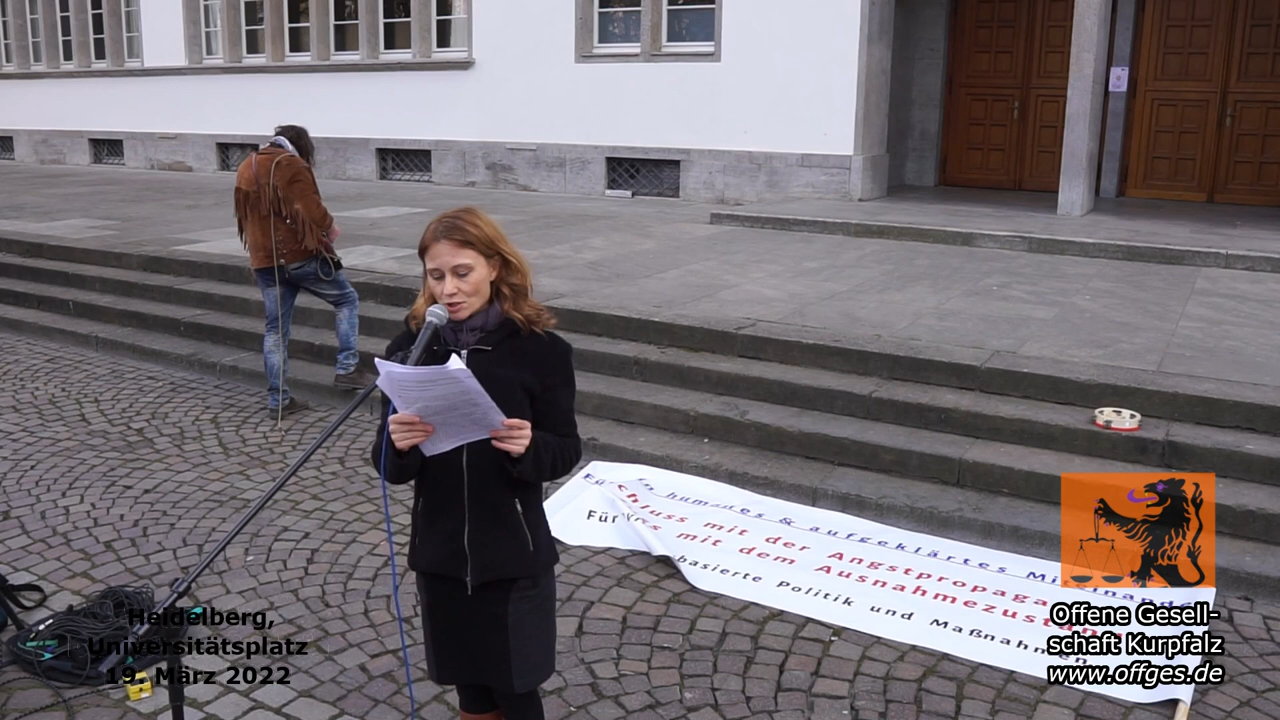 humanes & aufgeklärtes Miteinander
Schluss mit der Angstpropaganda
mit dem Ausnahmezustand
Für
basierte Politik und Maßnahmen
Heidelberg,
Universitätsplatz
19. März 2022
Offene Gesell-
schaft Kurpfalz
www.offges.de